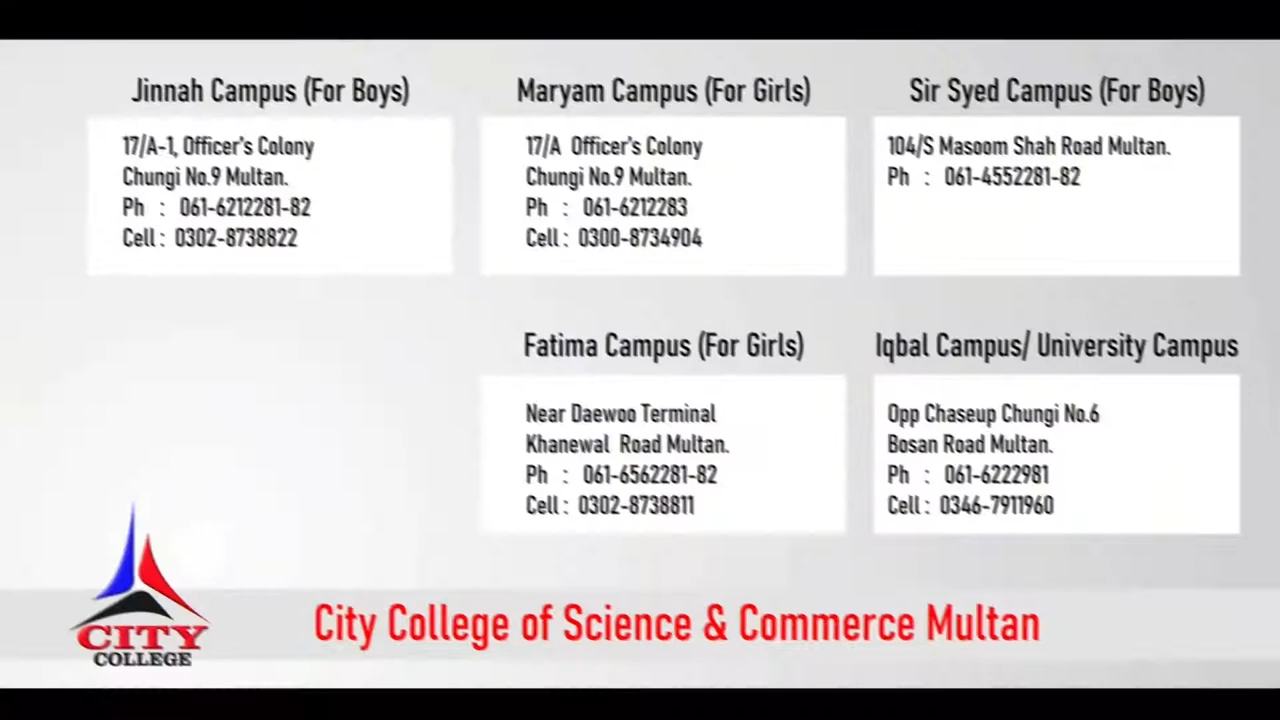 Jinnah Campus (For Boys)
17/A-1, Officer's Colony
Chungi No.9 Multan.
Ph : 061-6212281-82
Cell : 0302-8738822
Maryam Campus (For Girls)
17/A Officer's Colony
Chungi No.9 Multan.
Ph : 061-6212283
Cell : 0300-8734904
Sir Syed Campus (For Boys)
104/S Masoom Shah Road Multan.
Ph : 061-4552281-82
Fatima Campus (For Girls)
Near Daewoo Terminal
Khanewal Road Multan.
Ph : 061-6562281-82
Cell : 0302-8738811
Iqbal Campus/ University Campus
Opp Chaseup Chungi No.6
Bosan Road Multan.
Ph : 061-6222981
Cell : 0346-7911960
CITY
COLLEGE
City College of Science & Commerce Multan